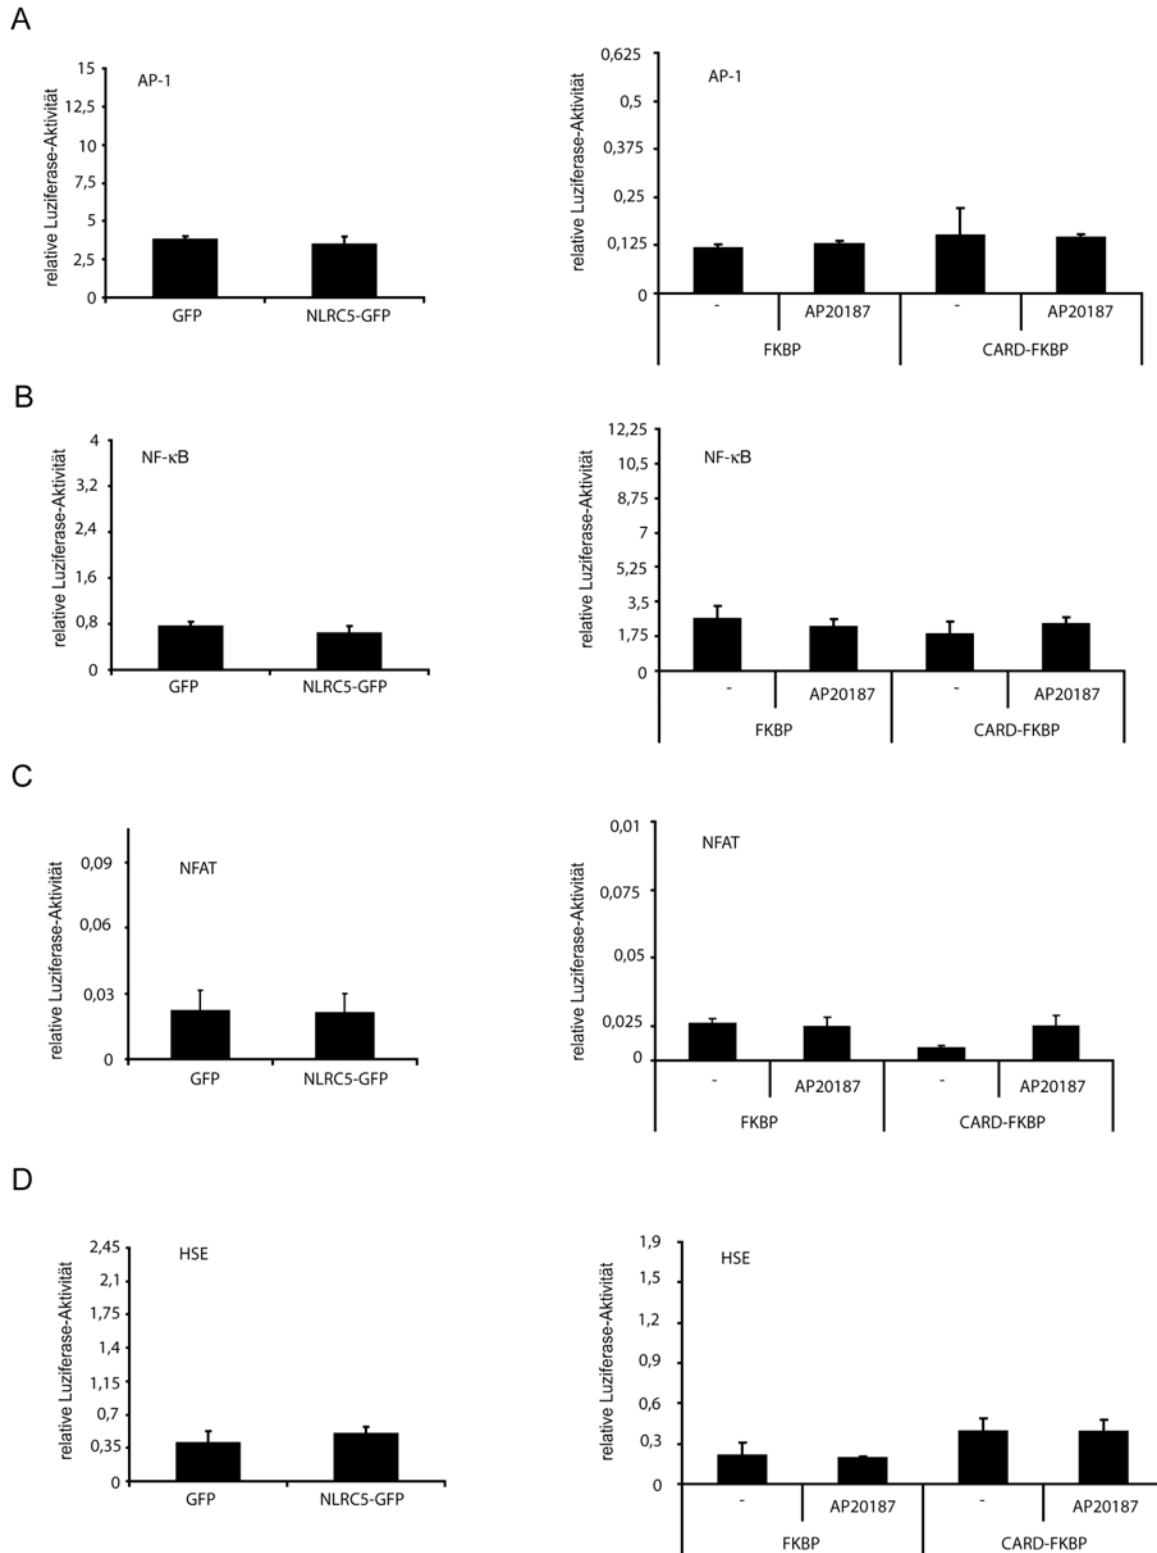 A
relative Luziferase-Aktivität
15
12,5
10
7,5
5
2,5
0
AP-1
GFP NLRC5-GFP
relative Luziferase-Aktivität
0,625
0,5
0,375
0,25
0,125
0
AP-1
- AP20187 - AP20187
FKBP CARD-FKBP
B
relative Luziferase-Aktivität
4
3,2
2,4
1,6
0,8
0
NF-κB
GFP NLRC5-GFP
relative Luziferase-Aktivität
12,25
10,5
8,75
7
5,25
3,5
1,75
0
NF-κB
- AP20187 - AP20187
FKBP CARD-FKBP
C
relative Luziferase-Aktivität
0,09
0,06
0,03
0
NFAT
GFP NLRC5-GFP
relative Luziferase-Aktivität
0,01
0,075
0,05
0,025
0
NFAT
- AP20187 - AP20187
FKBP CARD-FKBP
D
relative Luziferase-Aktivität
2,45
2,1
1,75
1,4
1,15
0,7
0,35
0
HSE
GFP NLRC5-GFP
relative Luziferase-Aktivität
1,9
1,5
1,2
0,9
0,6
0,3
0
HSE
- AP20187 - AP20187
FKBP CARD-FKBP